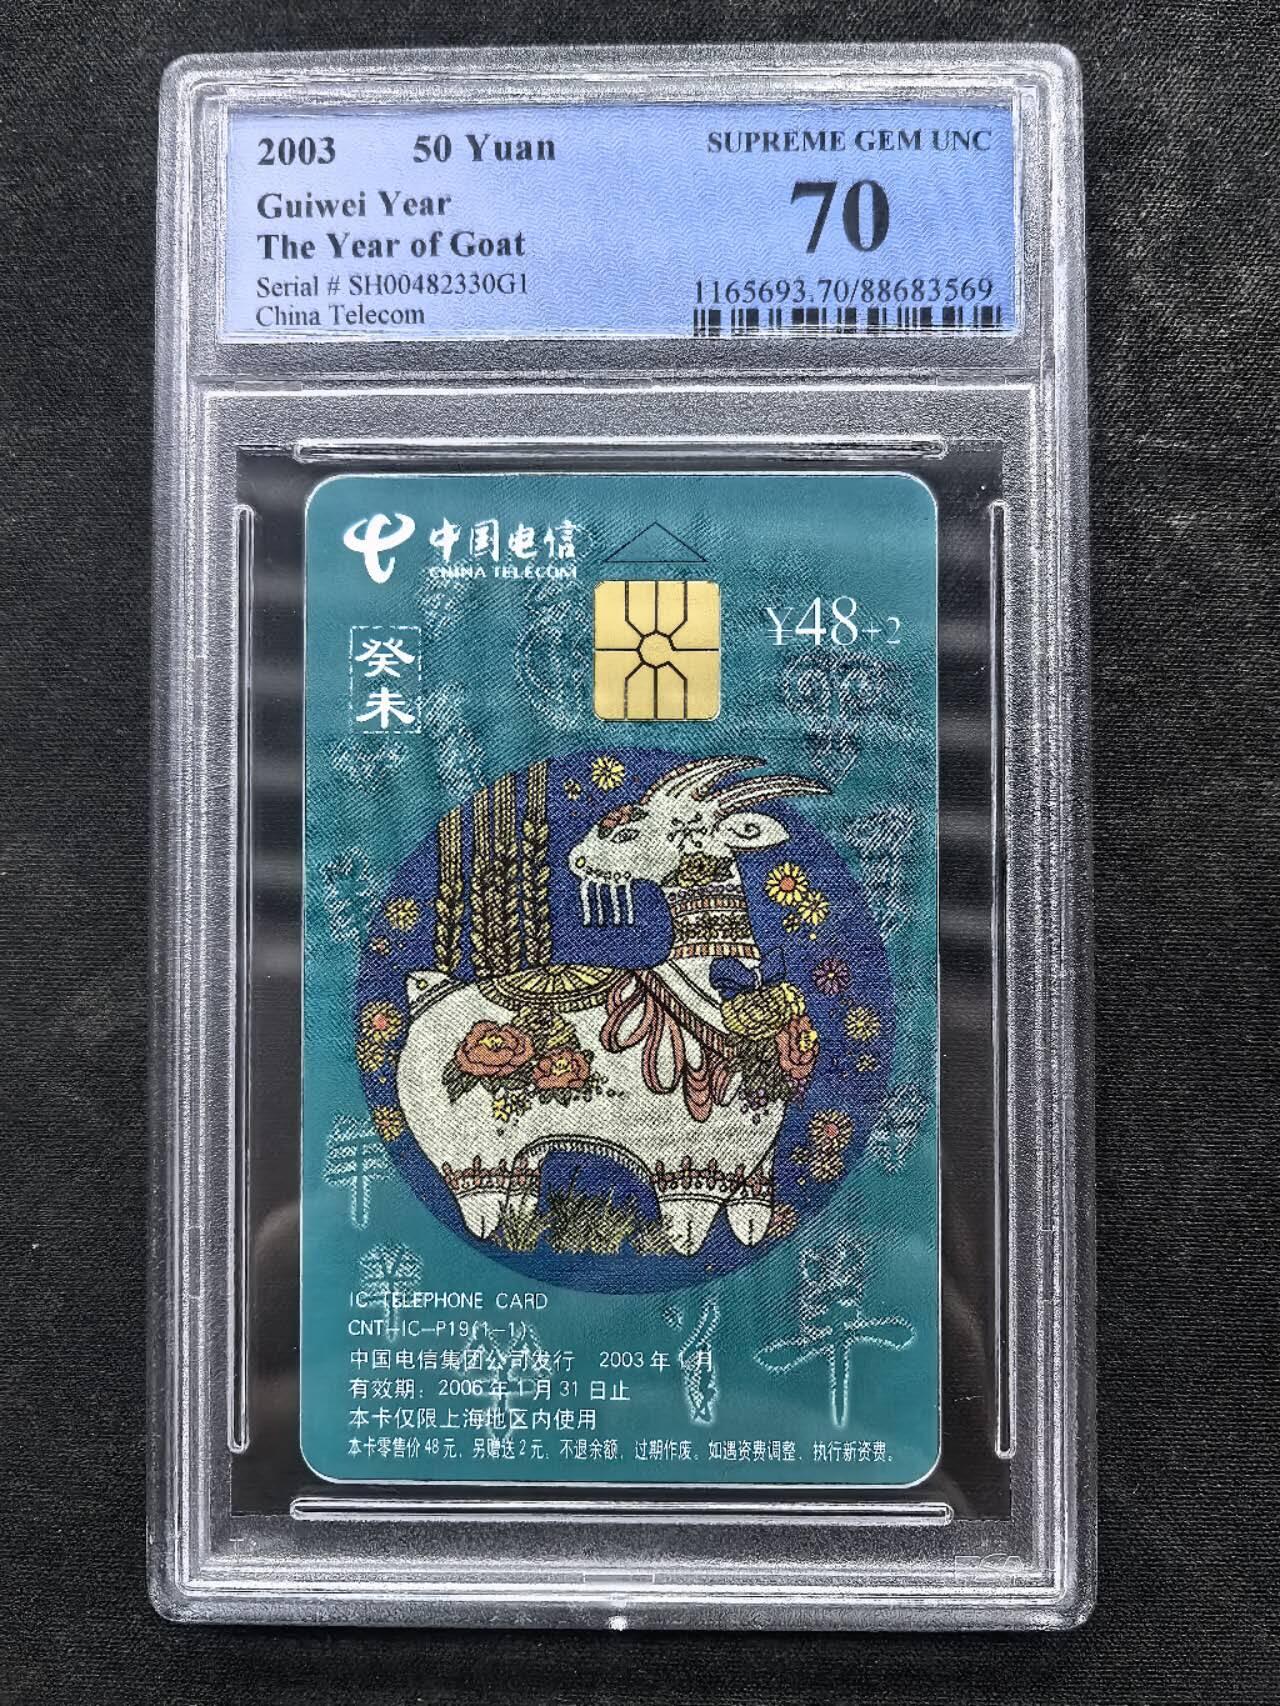 2003 50 Yuan
SUPREME GEM UNC
Guiwei Year
70
The Year of Goat
Serial # SH00482330G1
1165693.70/88683569
China Telecom
中国电信
CHINA TELECOM
¥48+2
癸未
IC TELEPHONE CARD
CNT-IC-P19(1-1)
中国电信集团公司发行 2003年1月
有效期：2006年1月31日止
本卡仅限上海地区内使用
本卡零售价48元，另赠送2元，不退余额，过期作废。如遇资费调整，执行新资费。